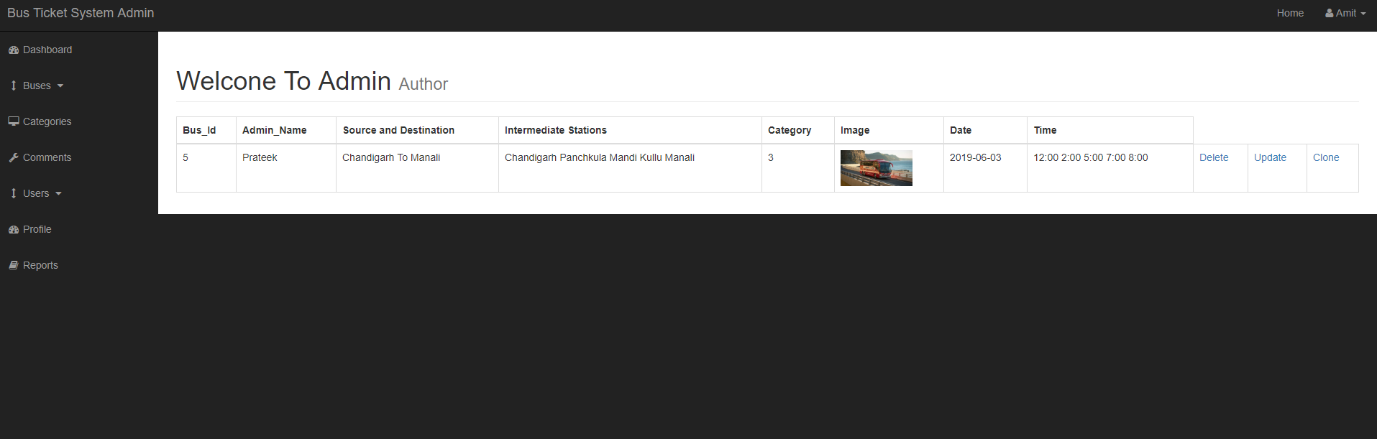 Bus Ticket System Admin Home Amit
Dashboard
Buses
Categories
Comments
Users
Profile
Reports
Welcone To Admin Author
Bus_Id Admin_Name Source and Destination Intermediate Stations Category Image Date Time
5 Prateek Chandigarh To Manali Chandigarh Panchkula Mandi Kullu Manali 3 2019-06-03 12:00 2:00 5:00 7:00 8:00 Delete Update Clone